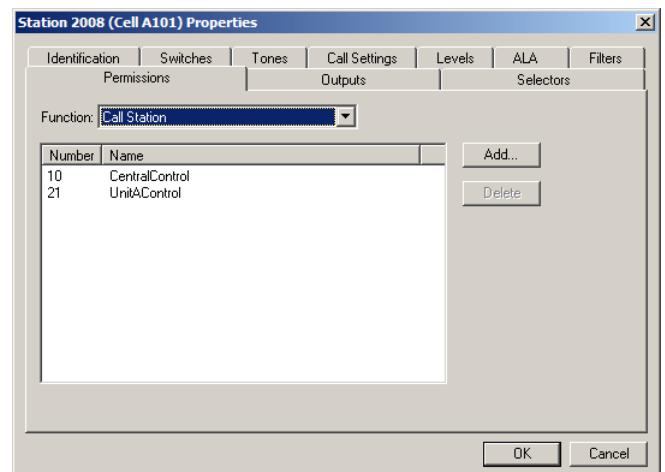 Station 2008 (Cell A101) Properties
Identification Switches Tones Call Settings Levels ALA Filters
Permissions Outputs Selectors
Function: Call Station
Number Name
Add...
10 CentralControl
21 UnitAControl
Delete
OK Cancel